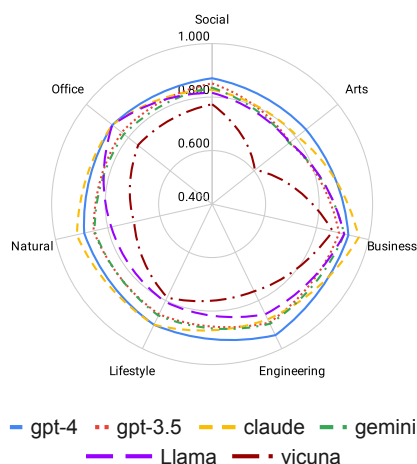 Social
1.000
Office
Arts
0.800
0.600
0.400
Natural
Business
Lifestyle
Engineering
gpt-4
gpt-3.5
claude
gemini
Llama
vicuna